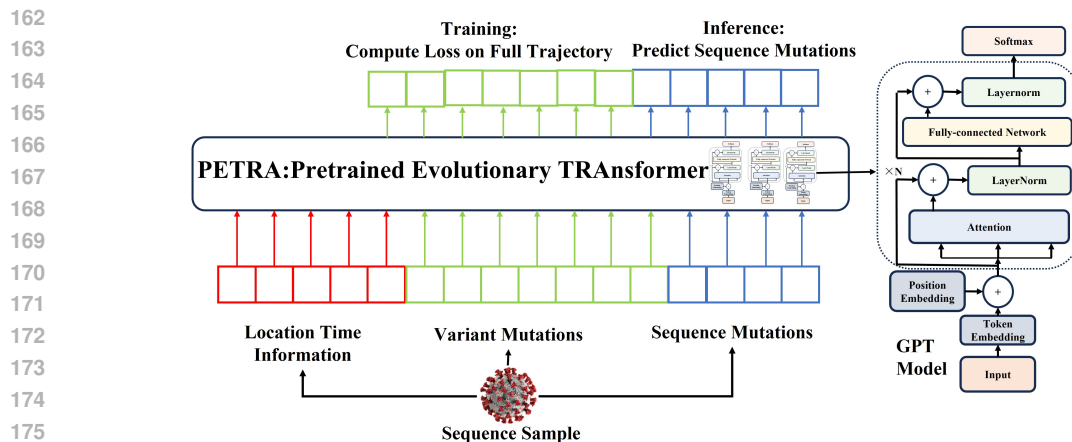 162
163
164
165
166
167
168
169
170
171
172
173
174
175
Training:
Compute Loss on Full Trajectory
Inference:
Predict Sequence Mutations
PETRA:Pretrained Evolutionary TRAnsformer
Location Time
Information
Variant Mutations
Sequence Mutations
Sequence Sample
Softmax
Layernorm
+
Fully-connected Network
×N
+
LayerNorm
Attention
Position
Embedding
+
Token
Embedding
GPT
Model
Input